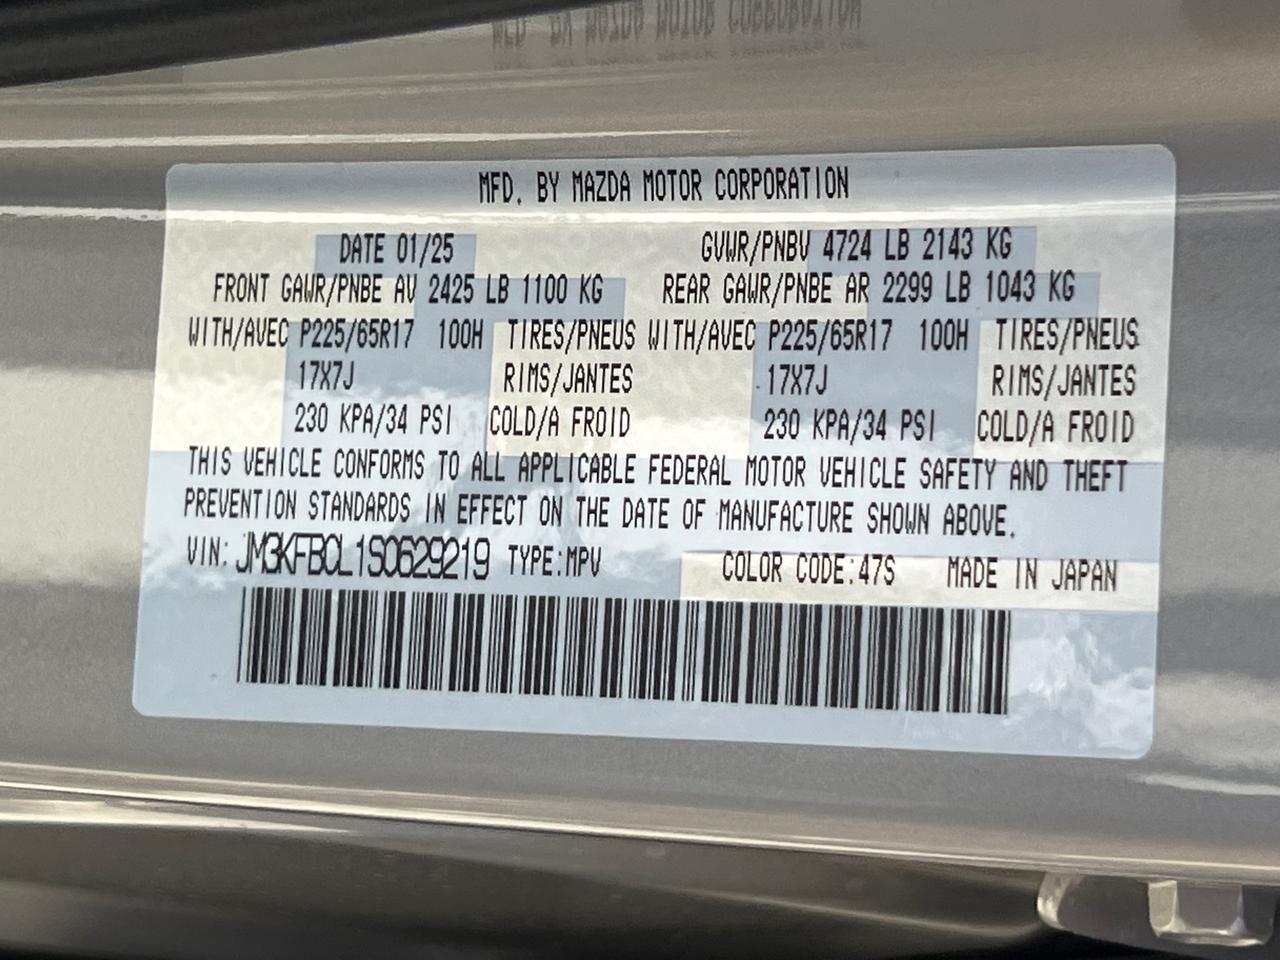 MFD. BY MAZDA MOTOR CORPORATION
DATE 01/25 GVWR/PNBV 4724 LB 2143 KG
FRONT GAWR/PNBE AV 2425 LB 1100 KG REAR GAWR/PNBE AR 2299 LB 1043 KG
WITH/AVEC P225/65R17 100H TIRES/PNEUS WITH/AVEC P225/65R17 100H TIRES/PNEUS
17X7J RIMS/JANTES 17X7J RIMS/JANTES
230 KPA/34 PSI COLD/A FROID 230 KPA/34 PSI COLD/A FROID
THIS VEHICLE CONFORMS TO ALL APPLICABLE FEDERAL MOTOR VEHICLE SAFETY AND THEFT
PREVENTION STANDARDS IN EFFECT ON THE DATE OF MANUFACTURE SHOWN ABOVE.
VIN: JM3KFBCL1S0629219 TYPE:MPV COLOR CODE:47S MADE IN JAPAN